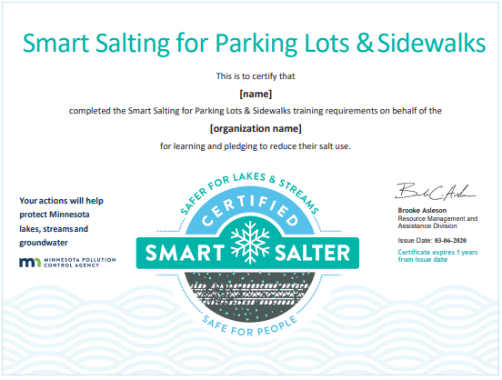 Smart Salting for Parking Lots & Sidewalks
This is to certify that
[name]
completed the Smart Salting for Parking Lots & Sidewalks training requirements on behalf of the
[organization name]
for learning and pledging to reduce their salt use.
Your actions will help
protect Minnesota
lakes, streams and
groundwater
MINNESOTA POLLUTION
CONTROL AGENCY
SAFER FOR LAKES & STREAMS
CERTIFIED
SMART SALTER
SAFE FOR PEOPLE
Brooke Asleson
Resource Management and
Assistance Division
Issue Date: 03-06-2020
Certificate expires 5 years
from issue date